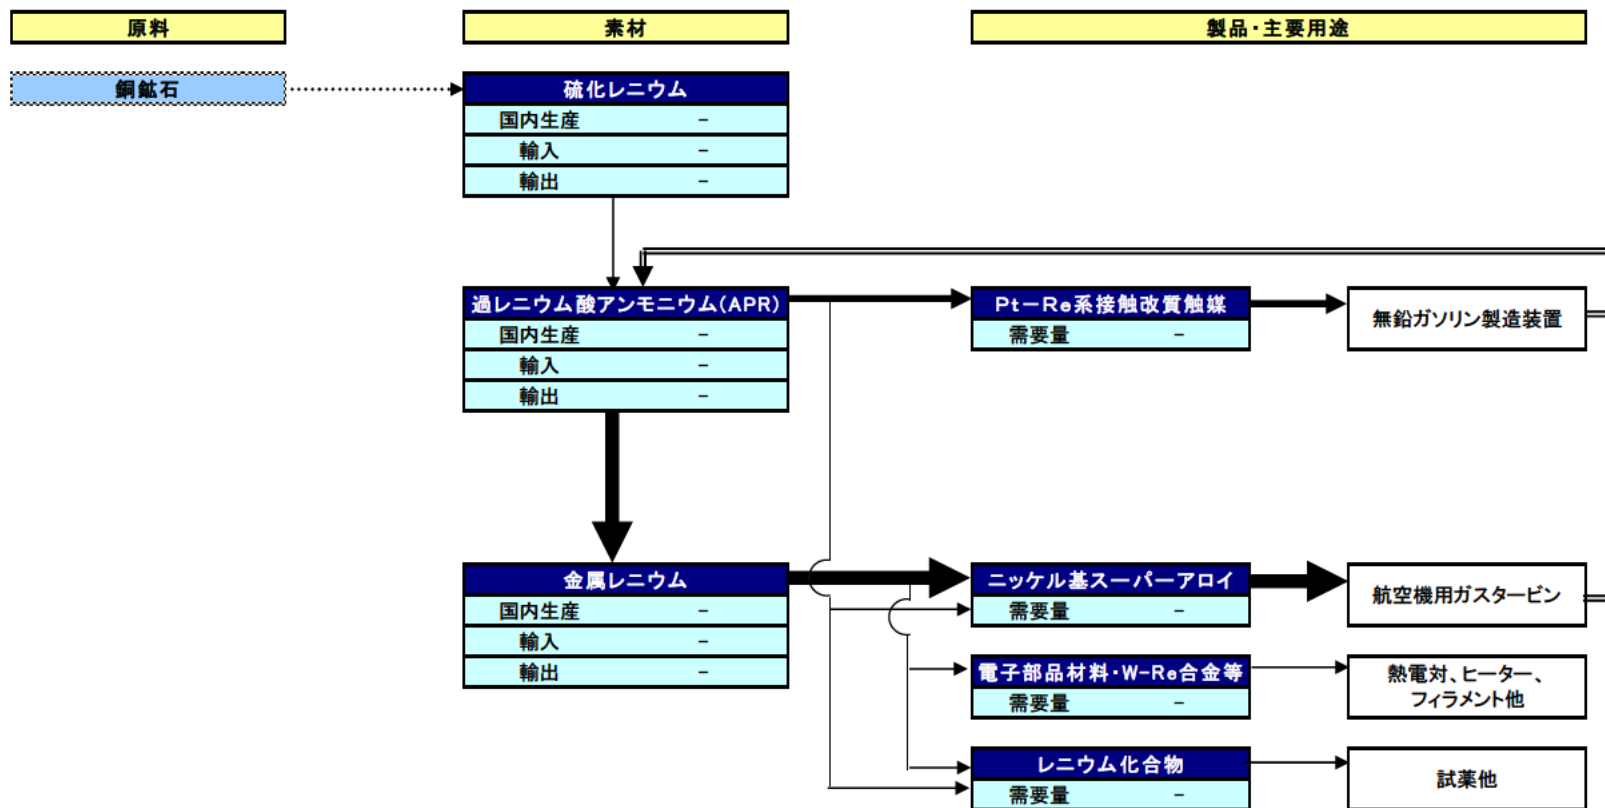 原料
素材
製品・主要用途
銅鉱石
硫化レニウム
国内生産 -
輸入 -
輸出 -
過レニウム酸アンモニウム(APR)
国内生産 -
輸入 -
輸出 -
Pt－Re系接触改質触媒
需要量 -
無鉛ガソリン製造装置
金属レニウム
国内生産 -
輸入 -
輸出 -
ニッケル基スーパーアロイ
需要量 -
航空機用ガスタービン
電子部品材料・W-Re合金等
需要量 -
熱電対、ヒーター、
フィラメント他
レニウム化合物
需要量 -
試薬他